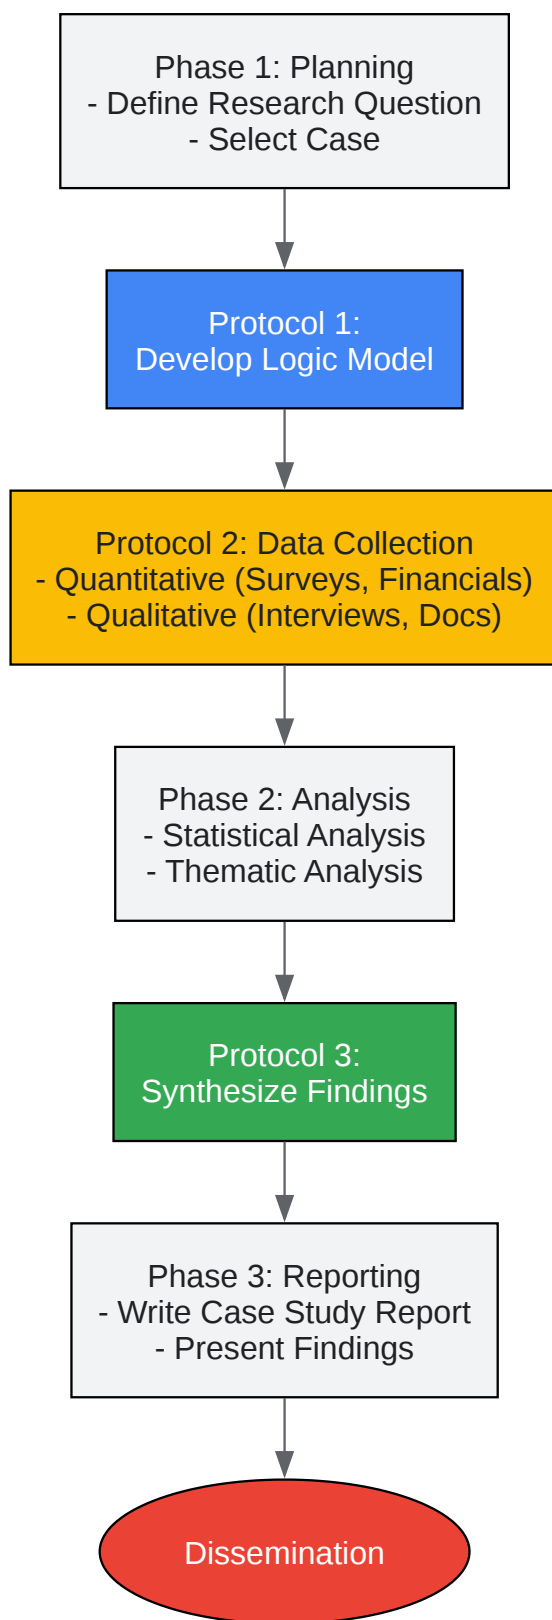 Phase 1: Planning
- Define Research Question
- Select Case
Protocol 1:
Develop Logic Model
Protocol 2: Data Collection
- Quantitative (Surveys, Financials)
- Qualitative (Interviews, Docs)
Phase 2: Analysis
- Statistical Analysis
- Thematic Analysis
Protocol 3:
Synthesize Findings
Phase 3: Reporting
- Write Case Study Report
- Present Findings
Dissemination